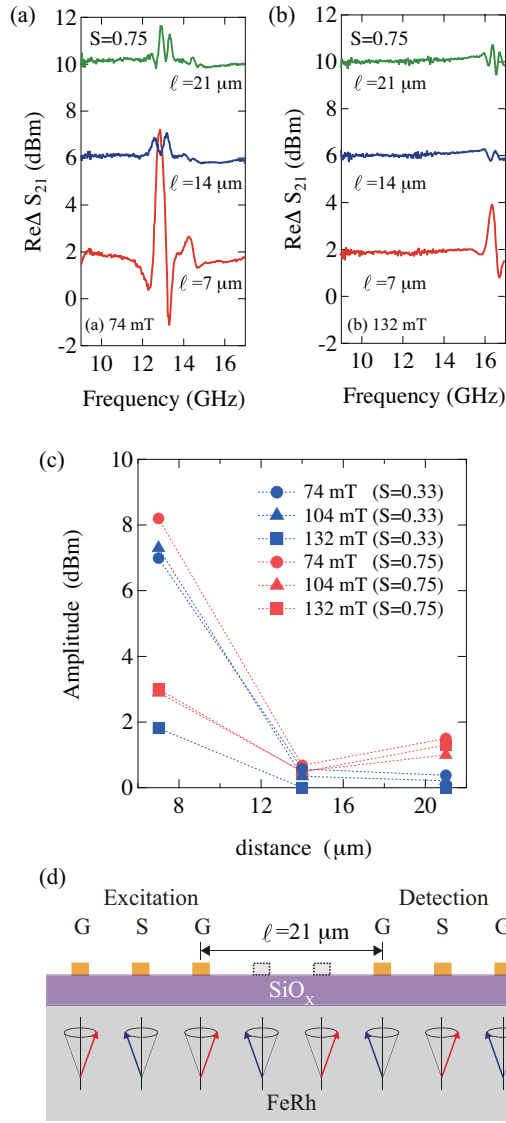 (a)
S=0.75
12
10
8
6
4
2
0
-2
ReΔ S21 (dBm)
ℓ =21 μm
ℓ =14 μm
ℓ =7 μm
(a) 74 mT
10 12 14 16
Frequency (GHz)
(b)
S=0.75
12
10
8
6
4
2
0
-2
ReΔ S21 (dBm)
ℓ =21 μm
ℓ =14 μm
ℓ =7 μm
(b) 132 mT
10 12 14 16
Frequency (GHz)
(c)
10
8
6
4
2
0
Amplitude (dBm)
74 mT (S=0.33)
104 mT (S=0.33)
132 mT (S=0.33)
74 mT (S=0.75)
104 mT (S=0.75)
132 mT (S=0.75)
8 12 16 20
distance (μm)
(d)
Excitation Detection
G S G G S G
ℓ=21 μm
SiOx
FeRh